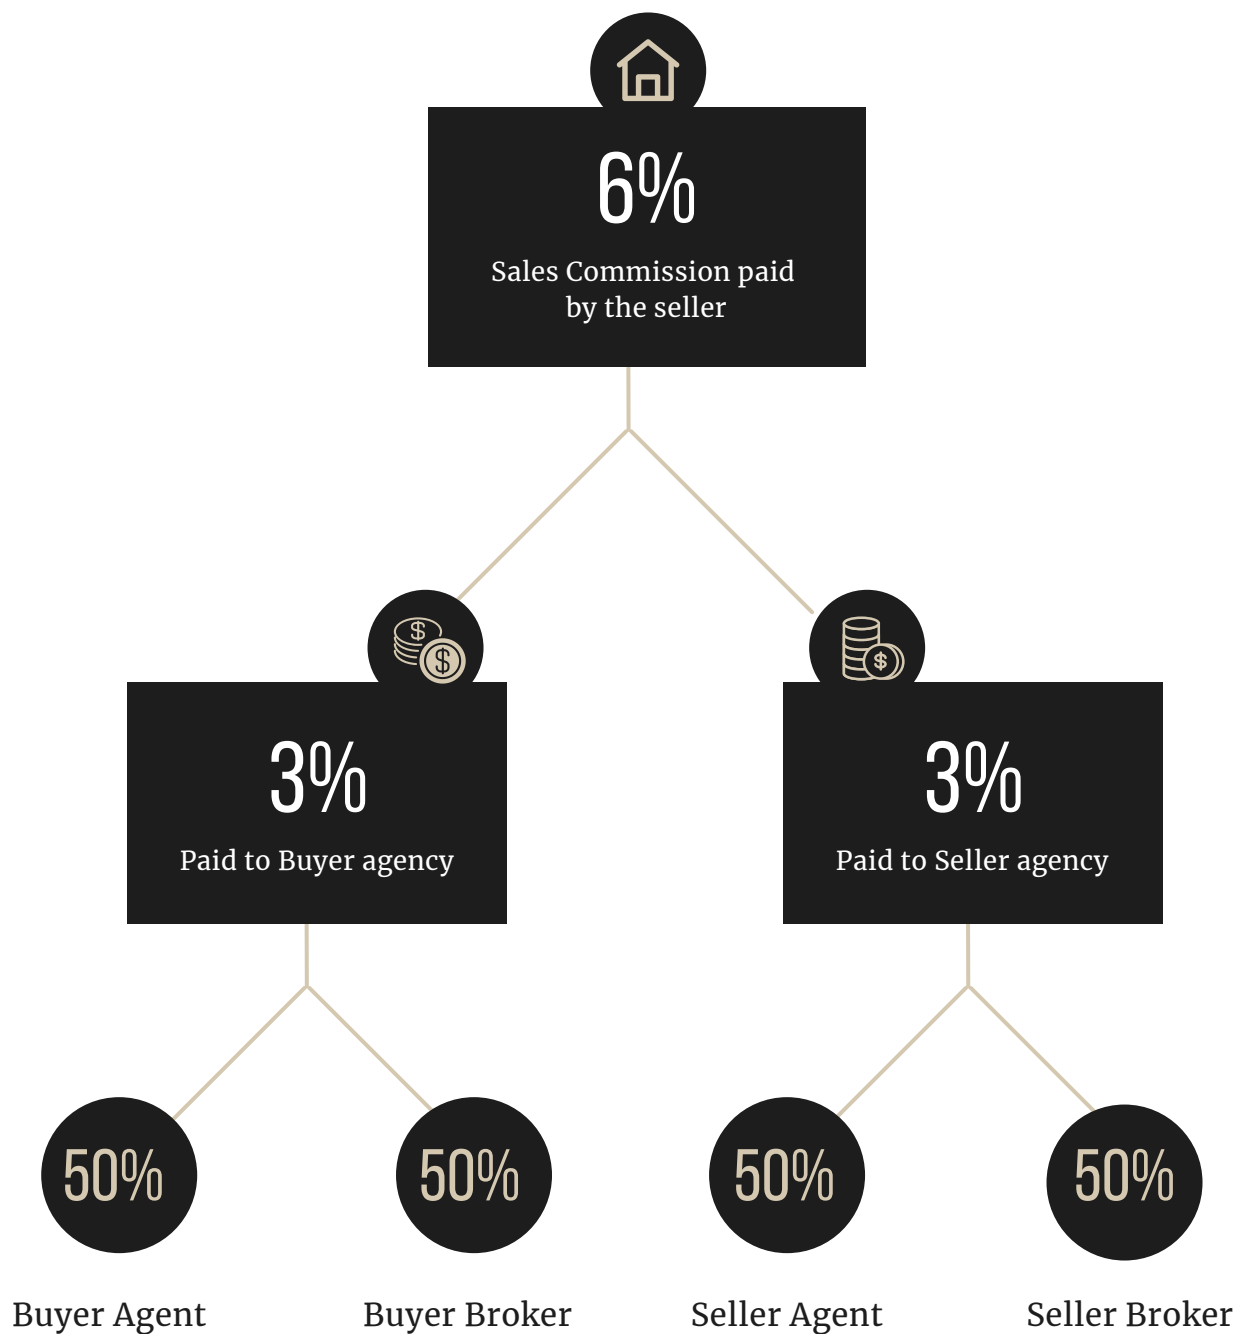 6%
Sales Commission paid
by the seller
3%
Paid to Buyer agency
3%
Paid to Seller agency
50%
50%
50%
50%
Buyer Agent
Buyer Broker
Seller Agent
Seller Broker